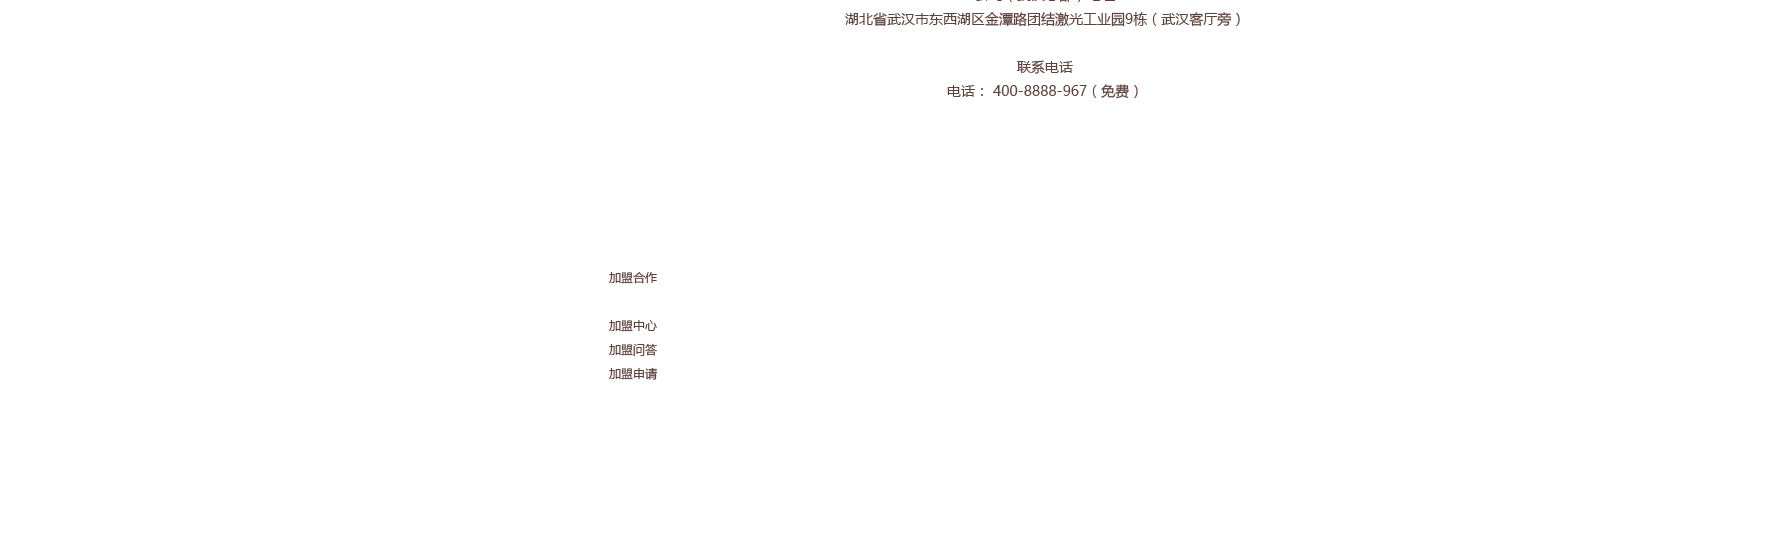 湖北省武汉市东西湖区金潭路团结激光工业园9栋（武汉客厅旁）
联系电话
电话： 400-8888-967（免费）
加盟合作
加盟中心
加盟问答
加盟申请